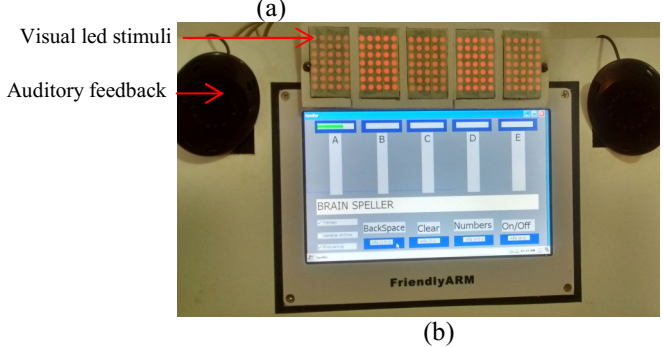 (a)
Visual led stimuli
Auditory feedback
A B C D E
BRAIN SPELLER
BackSpace Clear Numbers On/Off
FriendlyARM
(b)